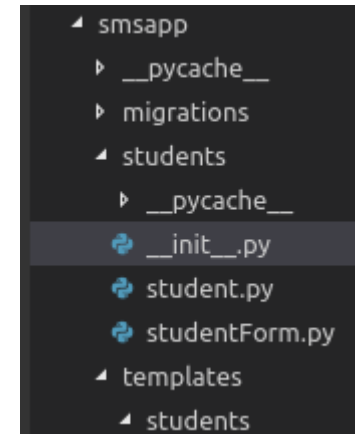 smsapp
__pycache__
migrations
students
__pycache__
__init__.py
student.py
studentForm.py
templates
students